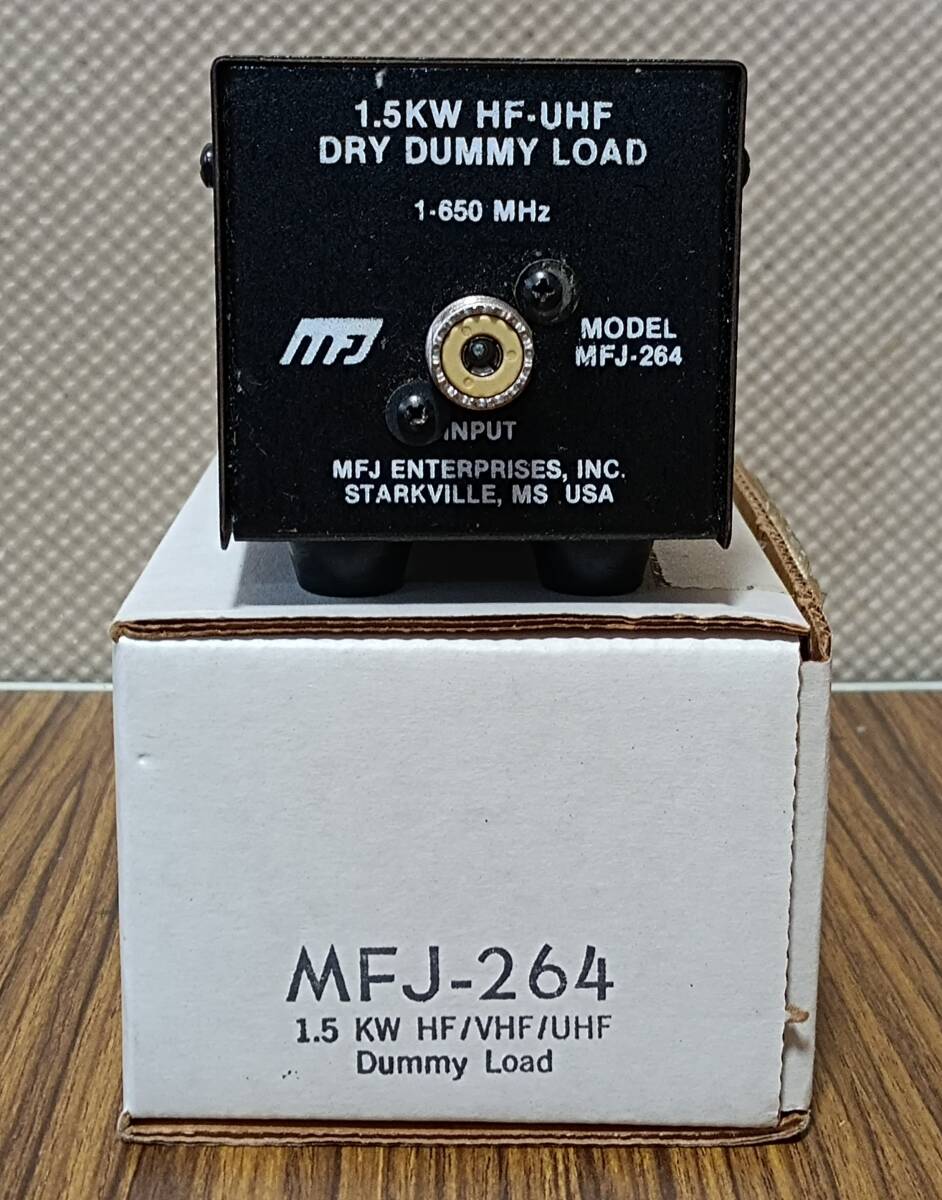 1.5KW HF-UHF
DRY DUMMY LOAD
1-650 MHz
MFJ
MODEL
MFJ-264
INPUT
MFJ ENTERPRISES, INC.
STARKVILLE, MS USA
MFJ-264
1.5 KW HF/VHF/UHF
Dummy Load